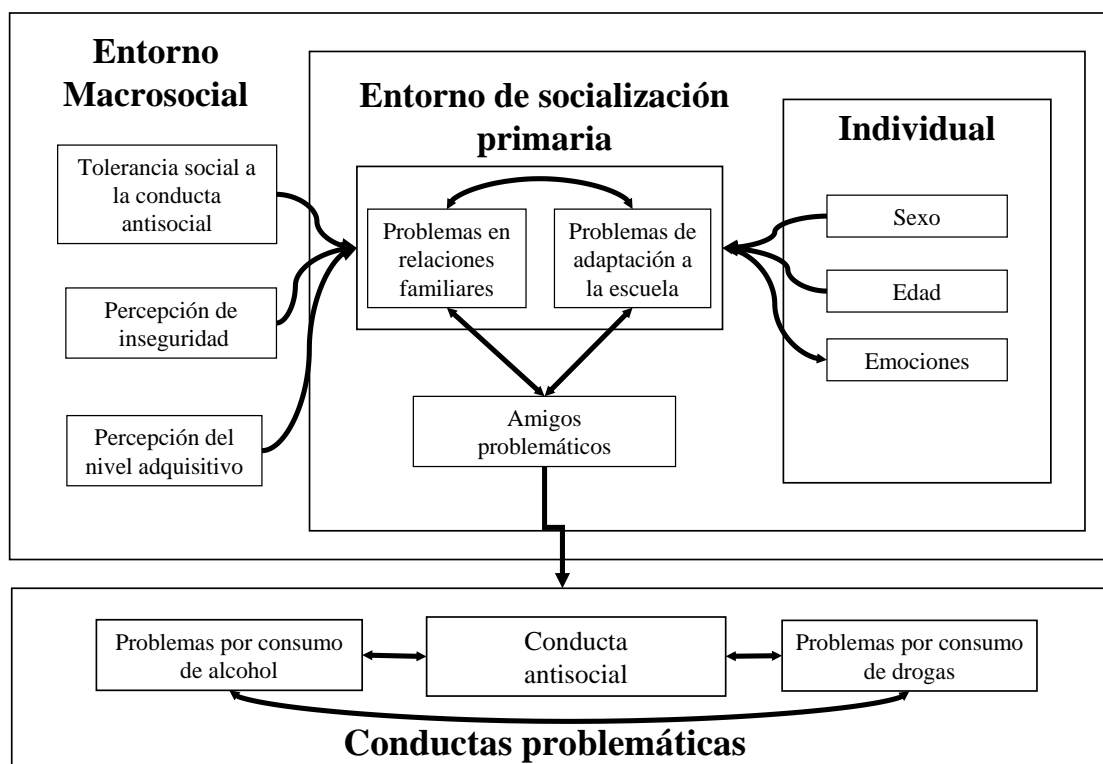 Entorno
Macrosocial
Tolerancia social a
la conducta
antisocial
Percepción de
inseguridad
Percepción del
nivel adquisitivo
Entorno de socialización
primaria
Problemas en
relaciones
familiares
Problemas de
adaptación a
la escuela
Amigos
problemáticos
Individual
Sexo
Edad
Emociones
Problemas por consumo
de alcohol
Conducta
antisocial
Problemas por consumo
de drogas
Conductas problemáticas